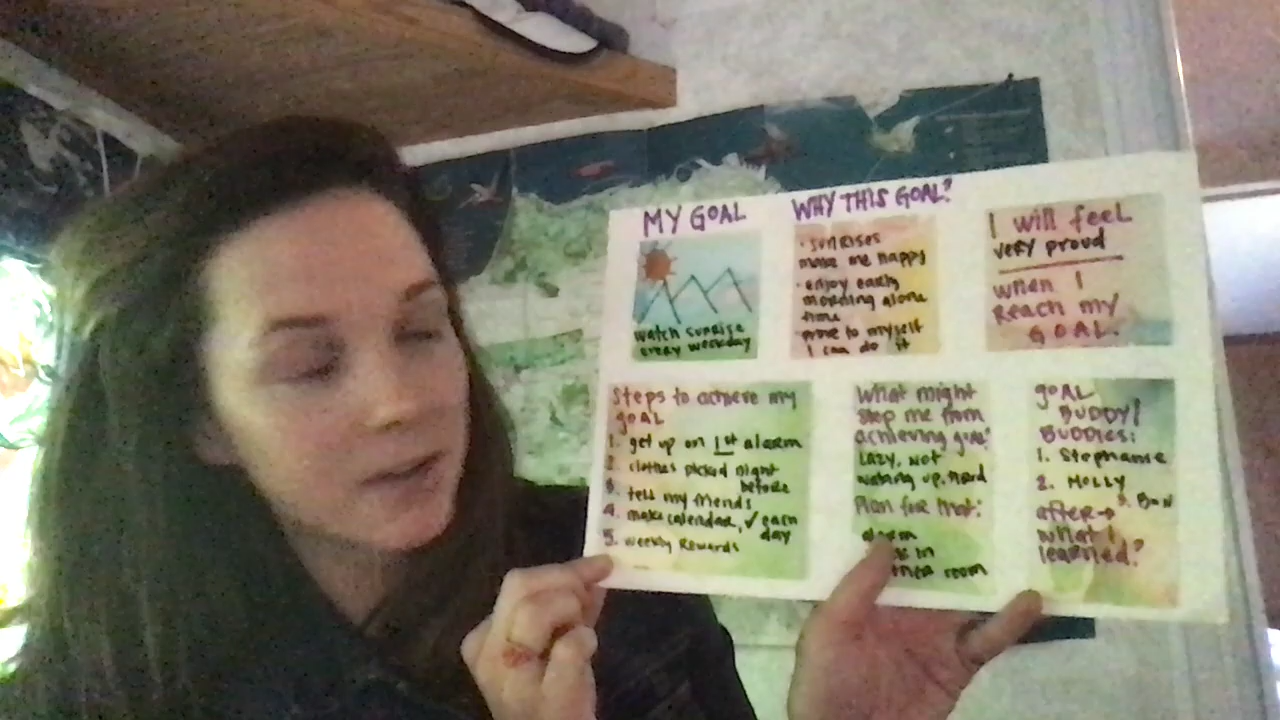 MY GOAL
watch sunrise
every weekday
WHY THIS GOAL?
• sunrises
make me happy
• enjoy early
morning alone
time
prove to myself
I can do it
I will feel
very proud
when I
Reach my
GOAL.
Steps to achieve my
goal
1. get up on 1st alarm
2. clothes picked night
before
3. tell my friends
4. make calendar, ✓ each
day
5. weekly Rewards
What might
stop me from
achieving goal?
Lazy, not
waking up, hard
Plan for that:
alarm
in
room
goal
BUDDY/
BUDDIES:
1. Stephanie
2. Molly
3.
after→
what I
learned?